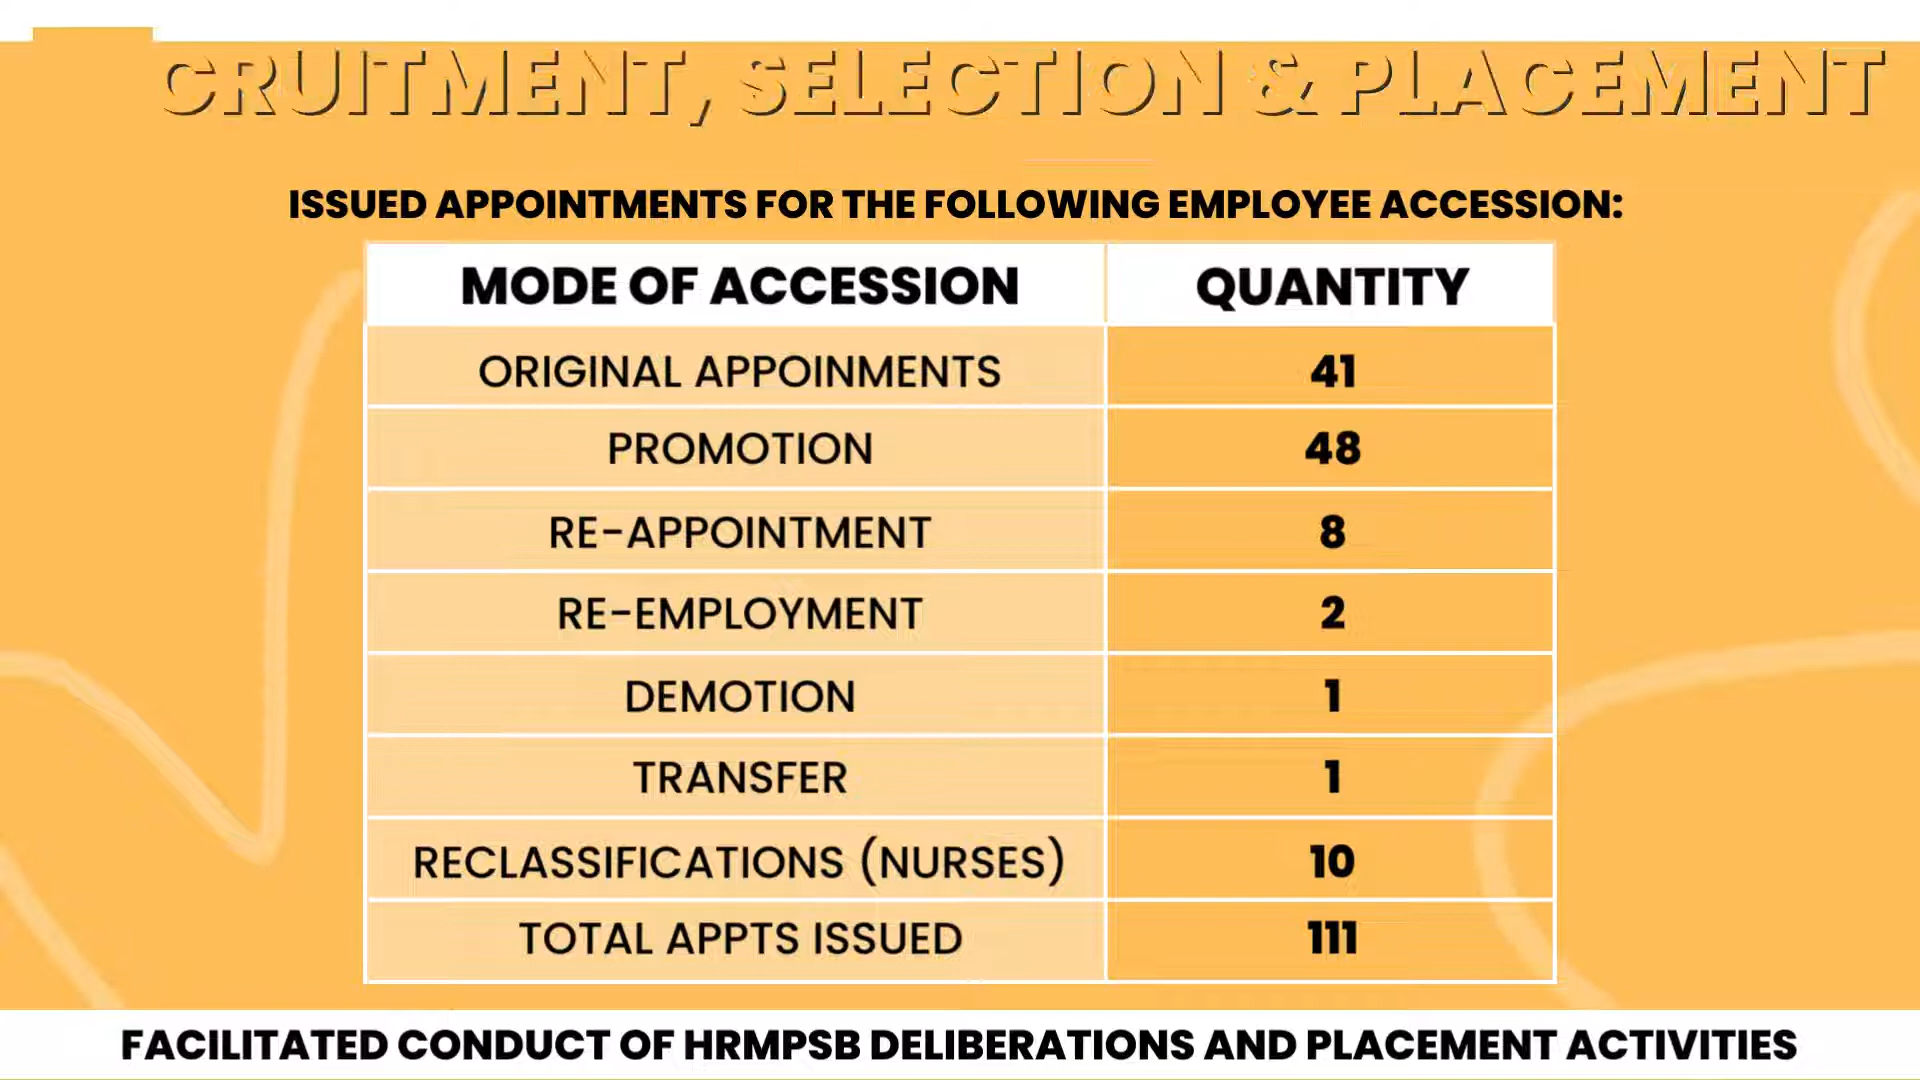 CRUITMENT, SELECTION & PLACEMENT
ISSUED APPOINTMENTS FOR THE FOLLOWING EMPLOYEE ACCESSION:
MODE OF ACCESSION QUANTITY
ORIGINAL APPOINMENTS 41
PROMOTION 48
RE-APPOINTMENT 8
RE-EMPLOYMENT 2
DEMOTION 1
TRANSFER 1
RECLASSIFICATIONS (NURSES) 10
TOTAL APPTS ISSUED 111
FACILITATED CONDUCT OF HRMPSB DELIBERATIONS AND PLACEMENT ACTIVITIES